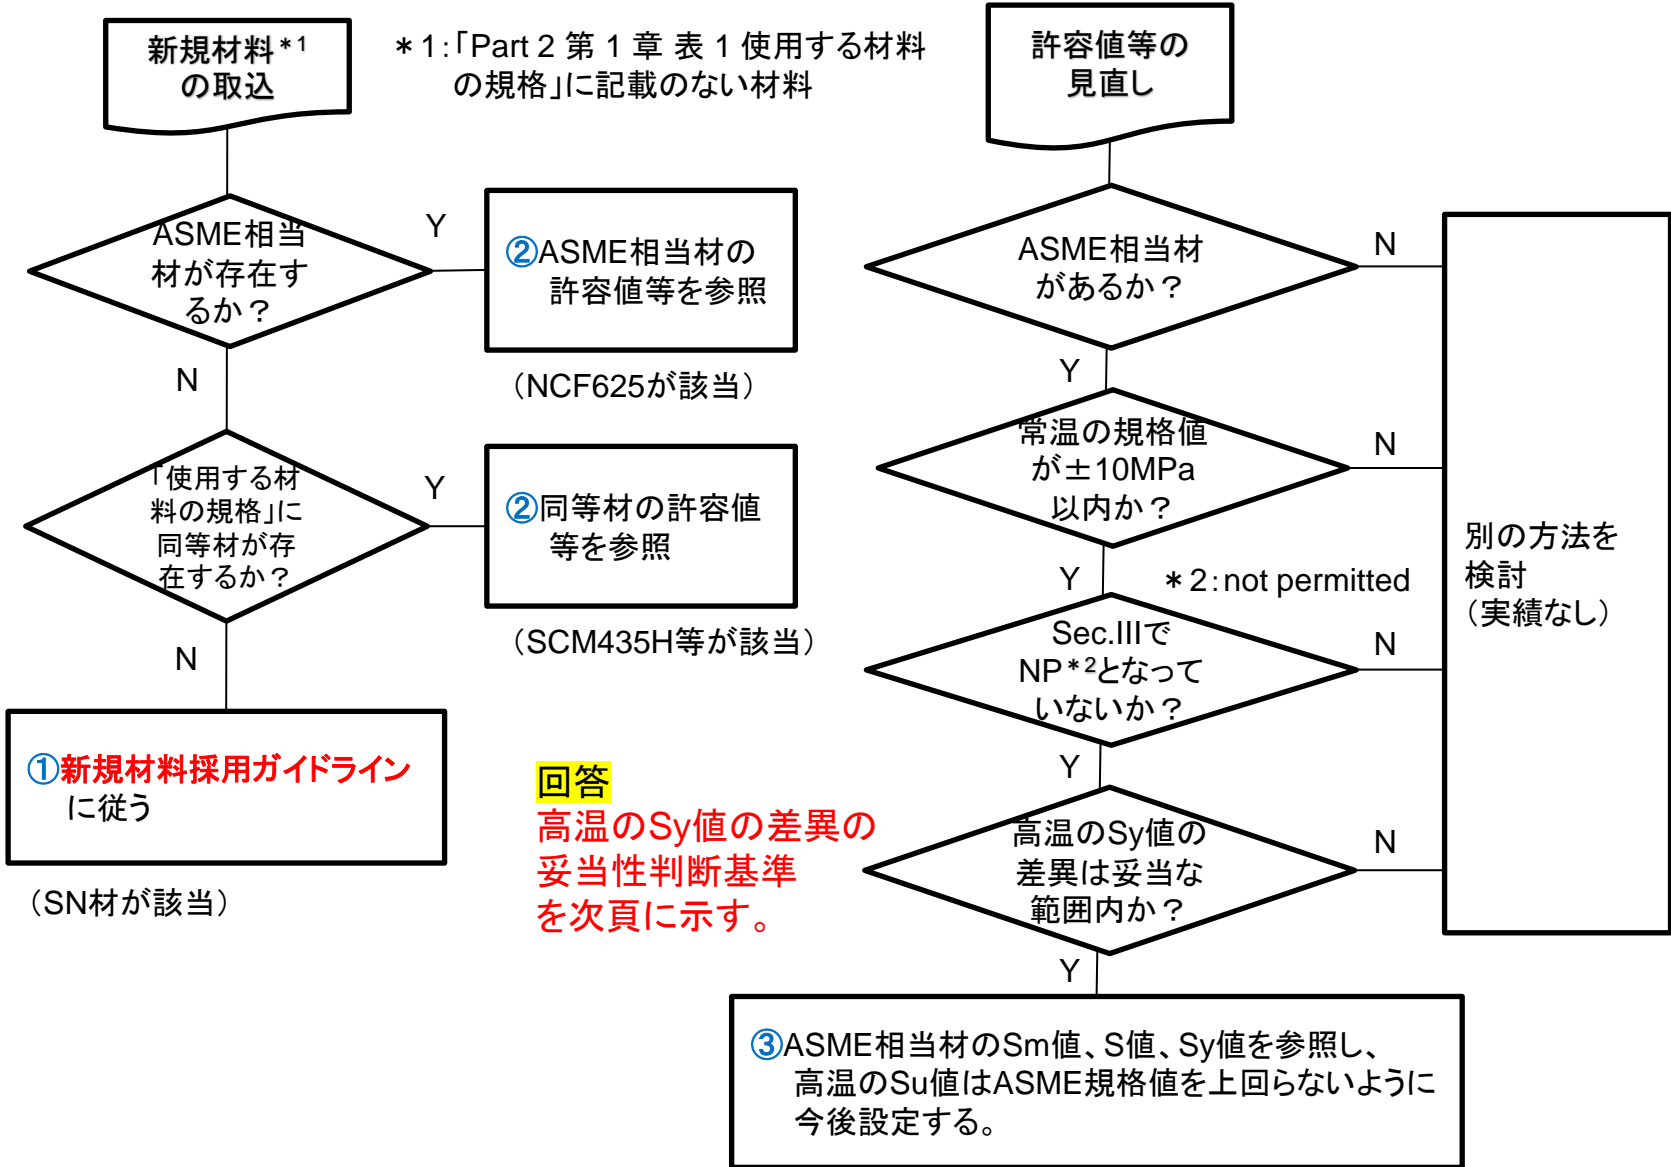 新規材料*1
の取込
*1:「Part 2 第 1 章 表 1 使用する材料
の規格」に記載のない材料
ASME相当
材が存在す
るか？
Y
②ASME相当材の
許容値等を参照
（NCF625が該当）
N
「使用する材
料の規格」に
同等材が存
在するか？
Y
②同等材の許容値
等を参照
（SCM435H等が該当）
N
①新規材料採用ガイドライン
に従う
（SN材が該当）
回答
高温のSy値の差異の
妥当性判断基準
を次頁に示す。
許容値等の
見直し
ASME相当材
があるか？
N
Y
常温の規格値
が±10MPa
以内か？
N
Y
*2:not permitted
Sec.IIIで
NP*2となって
いないか？
N
Y
高温のSy値の
差異は妥当な
範囲内か？
N
Y
別の方法を
検討
（実績なし）
③ASME相当材のSm値、S値、Sy値を参照し、
高温のSu値はASME規格値を上回らないように
今後設定する。